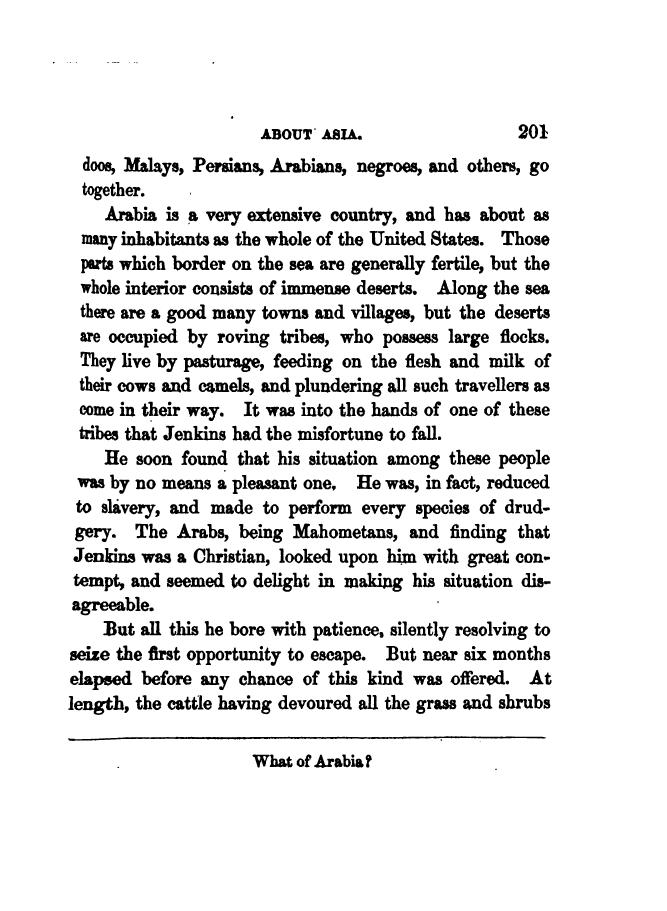 ABOUT ASIA. 201
doos, Malays, Persians, Arabians, negroes, and others, go
together.
Arabia is a very extensive country, and has about as
many inhabitants as the whole of the United States. Those
parts which border on the sea are generally fertile, but the
whole interior consists of immense deserts. Along the sea
there are a good many towns and villages, but the deserts
are occupied by roving tribes, who possess large flocks.
They live by pasturage, feeding on the flesh and milk of
their cows and camels, and plundering all such travellers as
come in their way. It was into the hands of one of these
tribes that Jenkins had the misfortune to fall.
He soon found that his situation among these people
was by no means a pleasant one. He was, in fact, reduced
to slavery, and made to perform every species of drud-
gery. The Arabs, being Mahometans, and finding that
Jenkins was a Christian, looked upon him with great con-
tempt, and seemed to delight in making his situation dis-
agreeable.
But all this he bore with patience, silently resolving to
seize the first opportunity to escape. But near six months
elapsed before any chance of this kind was offered. At
length, the cattle having devoured all the grass and shrubs
What of Arabia?